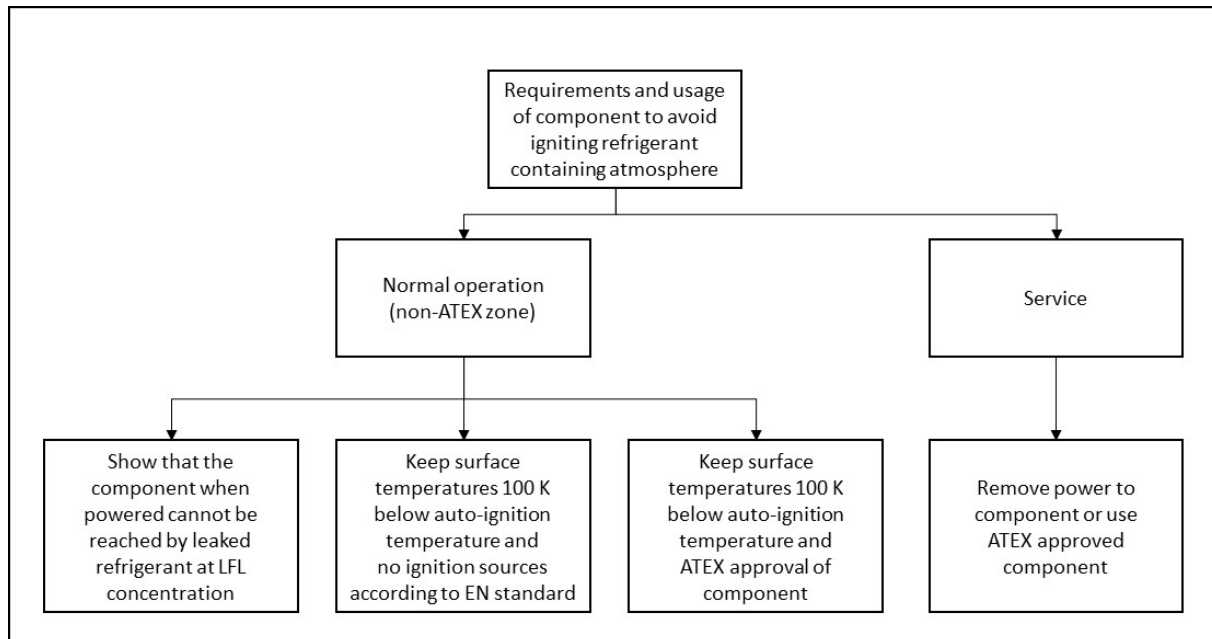 Requirements and usage
of component to avoid
igniting refrigerant
containing atmosphere
Normal operation
(non-ATEX zone)
Service
Show that the
component when
powered cannot be
reached by leaked
refrigerant at LFL
concentration
Keep surface
temperatures 100 K
below auto-ignition
temperature and
no ignition sources
according to EN standard
Keep surface
temperatures 100 K
below auto-ignition
temperature and
ATEX approval of
component
Remove power to
component or use
ATEX approved
component